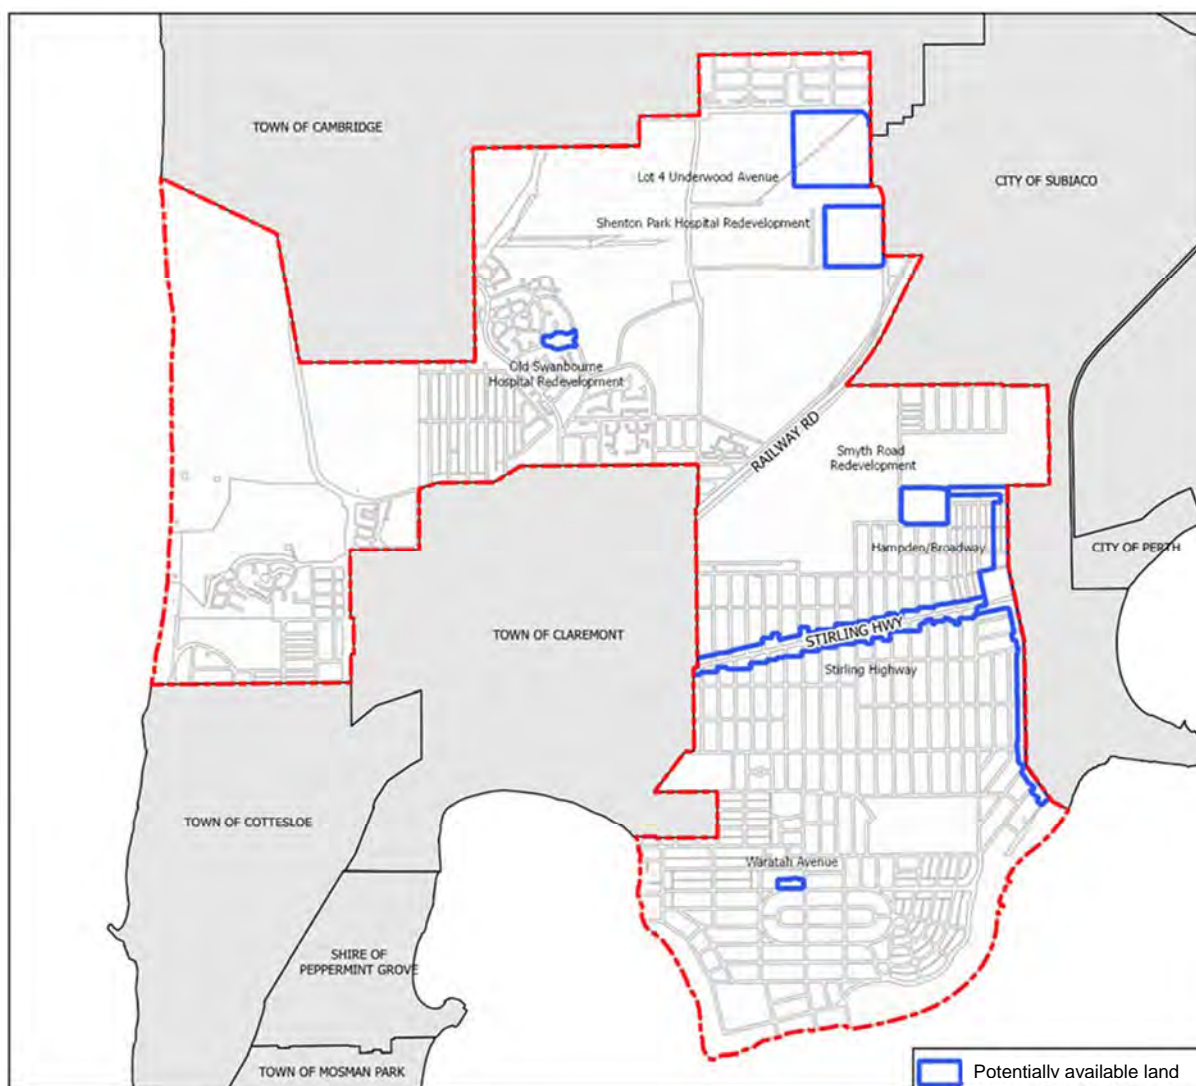 TOWN OF CAMBRIDGE
Lot 4 Underwood Avenue
CITY OF SUBIACO
Shenton Park Hospital Redevelopment
Old Swanbourne
Hospital Redevelopment
RAILWAY RD
Smyth Road
Redevelopment
Hampden/Broadway
CITY OF PERTH
TOWN OF CLAREMONT
STIRLING HWY
Stirling Highway
TOWN OF COTTESLOE
Waratah Avenue
SHIRE OF
PEPPERMINT GROVE
TOWN OF MOSMAN PARK
Potentially available land